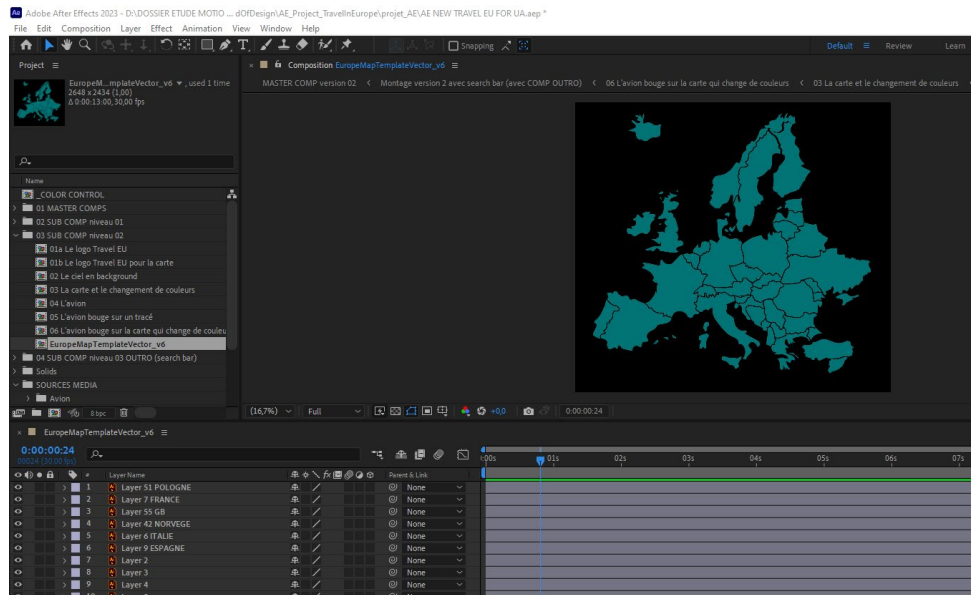 Adobe After Effects 2023 - D:\DOSSIER ETUDE MOTIO ... dOfDesign\AE_Project_TravelInEurope\projet_AE\AE NEW TRAVEL EU FOR UA.aep *
File Edit Composition Layer Effect Animation View Window Help
Snapping Default Review Learn
Project
EuropeM...mplateVector_v6 , used 1 time
2648 x 2434 (1,00)
Δ 0:00:13:00, 30,00 fps
Composition EuropeMapTemplateVector_v6
MASTER COMP version 02 Montage version 2 avec search bar (avec COMP OUTRO) 06 L'avion bouge sur la carte qui change de couleurs 03 La carte et le changement de couleurs
Name
_COLOR CONTROL
01 MASTER COMPS
02 SUB COMP niveau 01
03 SUB COMP niveau 02
01a Le logo Travel EU
01b Le logo Travel EU pour la carte
02 Le ciel en background
03 La carte et le changement de couleurs
04 L'avion
05 L'avion bouge sur un tracé
06 L'avion bouge sur la carte qui change de couleu
EuropeMapTemplateVector_v6
04 SUB COMP niveau 03 OUTRO (search bar)
Solids
SOURCES MEDIA
Avion
8 bpc
(16,7%) Full +0,0 0:00:00:24
EuropeMapTemplateVector_v6
0:00:00:24
00024 (30.00 fps)
:00s 01s 02s 03s 04s 05s 06s 07s
# Layer Name Parent & Link
1 Layer 51 POLOGNE None
2 Layer 7 FRANCE None
3 Layer 55 GB None
4 Layer 42 NORVEGE None
5 Layer 6 ITALIE None
6 Layer 9 ESPAGNE None
7 Layer 2 None
8 Layer 3 None
9 Layer 4 None